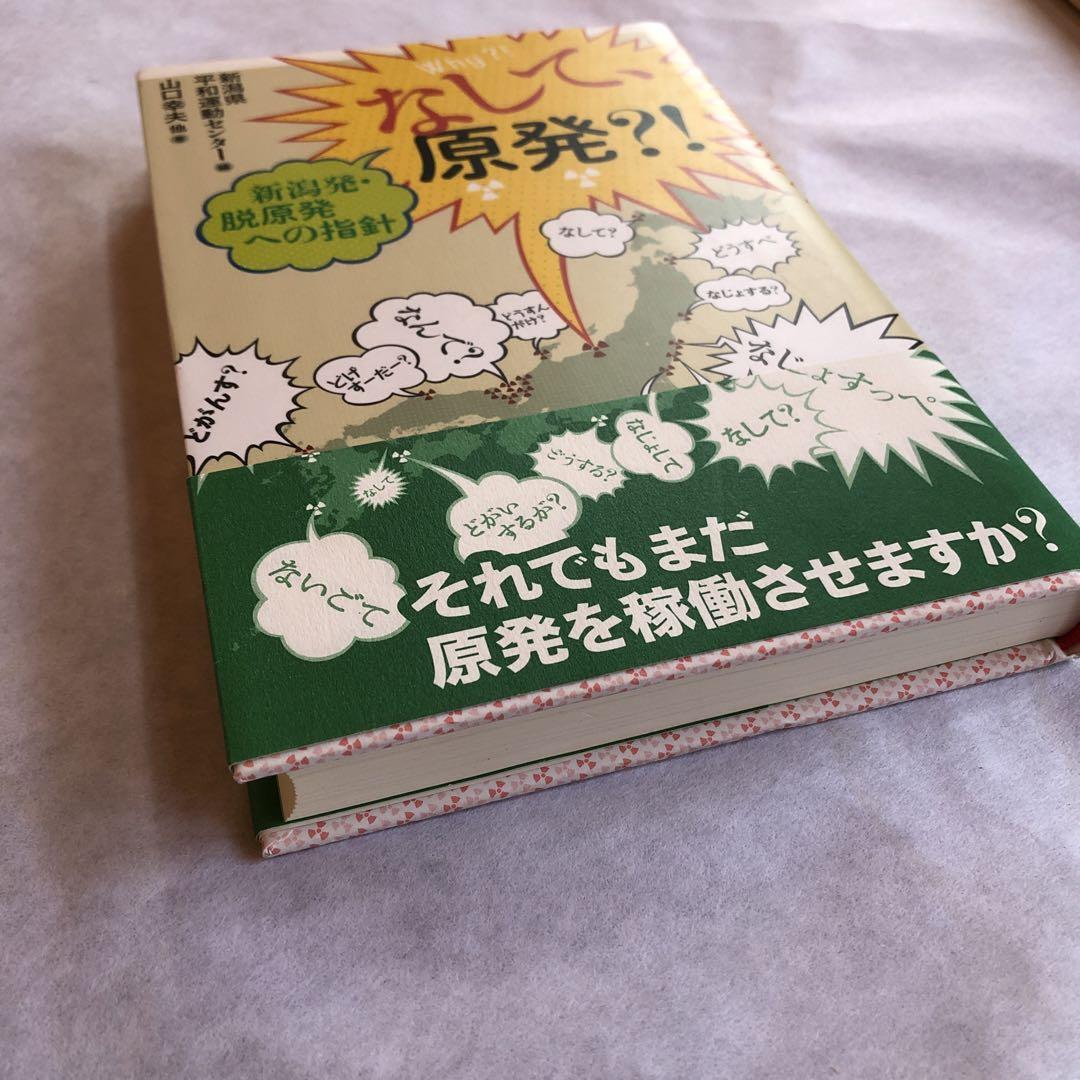 Why?!
なして、
原発?!
新潟県
平和運動センター 編
山口幸夫 他 著
新潟発・
脱原発
への指針
なして?
どうすべ
なじょする?
なんで?
どうすん
だけ?
どげ
すーだー?
どがんす?
なじょすっぺ
なして?
なじょして
どうする?
なして
どがい
するが?
ないごて
それでもまだ
原発を稼働させますか?